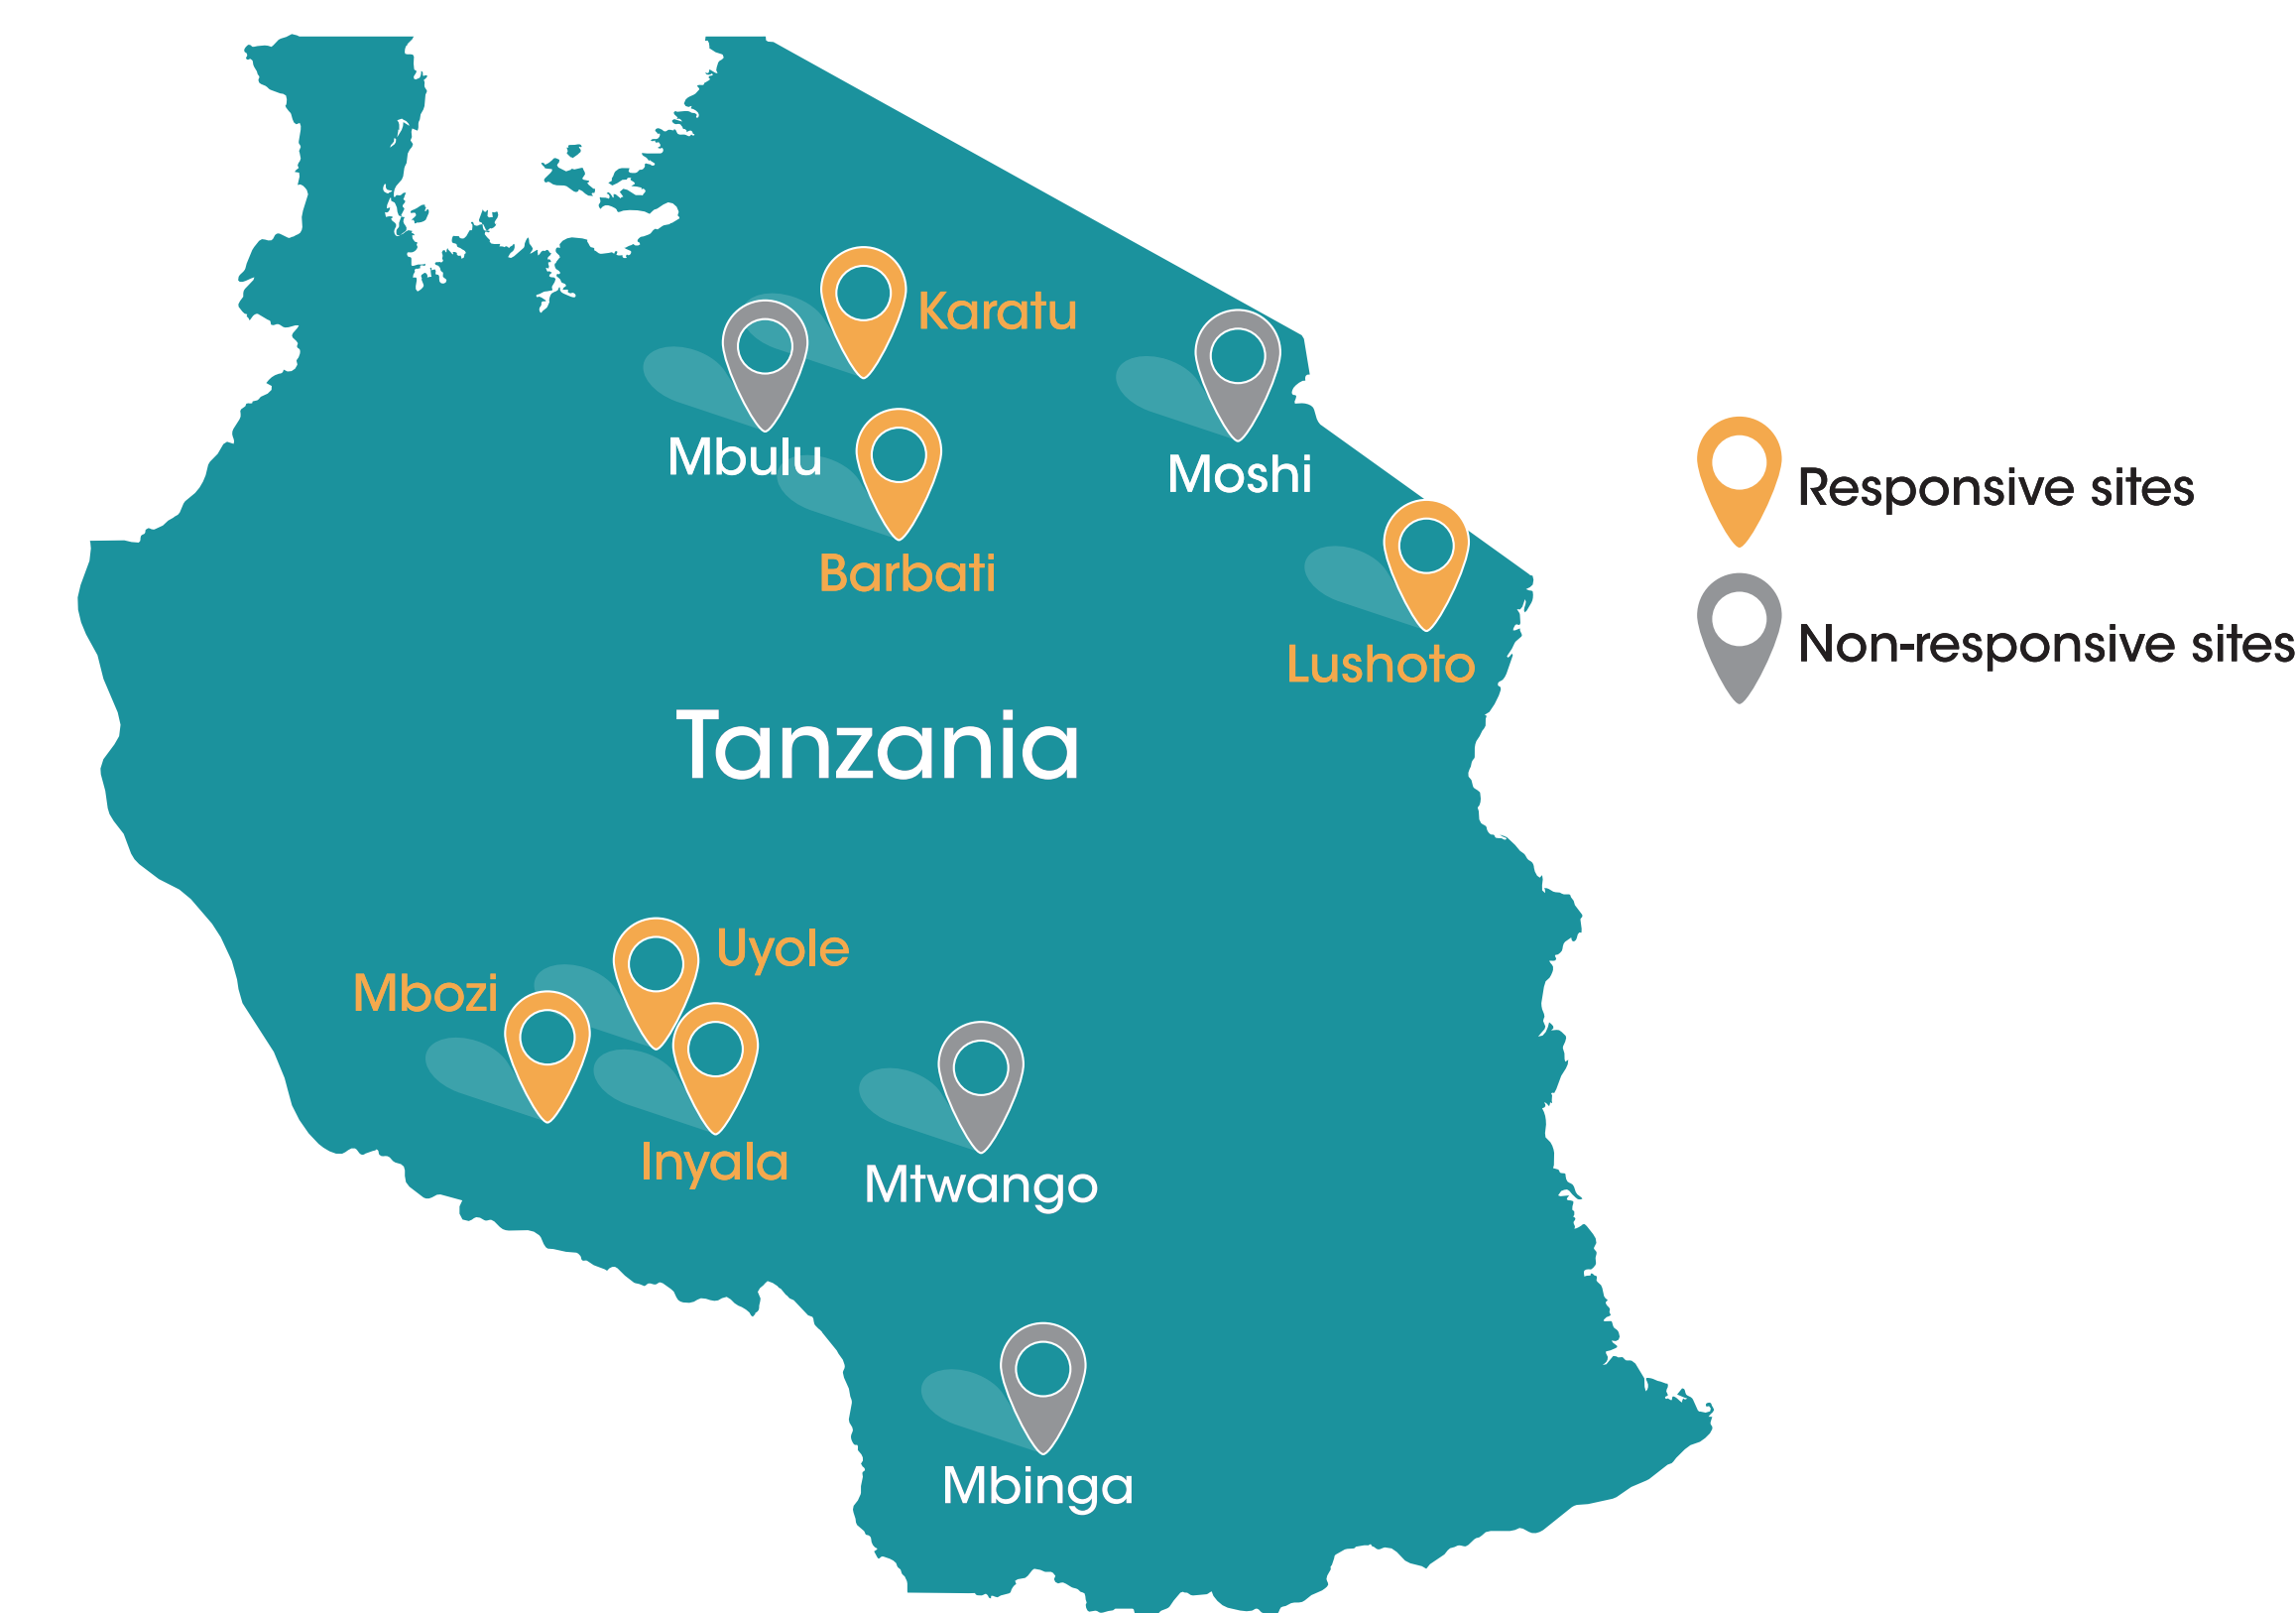 Karatu
Mbulu
Moshi
Barbati
Lushoto
Responsive sites
Non-responsive sites
Tanzania
Uyole
Mbozi
Inyala
Mtwango
Mbinga